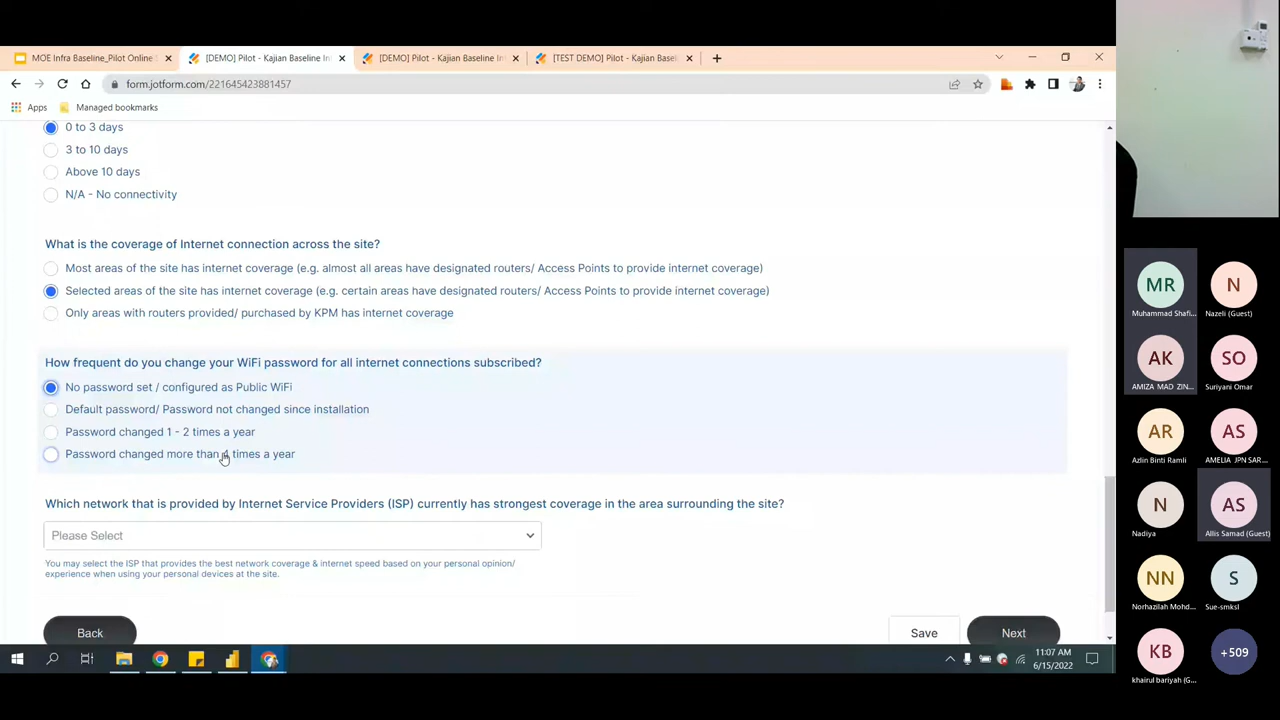 MOE Infra Baseline_Pilot Online S
[DEMO] Pilot - Kajian Baseline In
[DEMO] Pilot - Kajian Baseline In
[TEST DEMO] Pilot - Kajian Basel
form.jotform.com/221645423881457
Apps
Managed bookmarks
0 to 3 days
3 to 10 days
Above 10 days
N/A - No connectivity
What is the coverage of Internet connection across the site?
Most areas of the site has internet coverage (e.g. almost all areas have designated routers/ Access Points to provide internet coverage)
Selected areas of the site has internet coverage (e.g. certain areas have designated routers/ Access Points to provide internet coverage)
Only areas with routers provided/ purchased by KPM has internet coverage
How frequent do you change your WiFi password for all internet connections subscribed?
No password set / configured as Public WiFi
Default password/ Password not changed since installation
Password changed 1 - 2 times a year
Password changed more than 4 times a year
Which network that is provided by Internet Service Providers (ISP) currently has strongest coverage in the area surrounding the site?
Please Select
You may select the ISP that provides the best network coverage & internet speed based on your personal opinion/
experience when using your personal devices at the site.
Back
Save
Next
11:07 AM
6/15/2022
MR
Muhammad Shafi...
N
Nazeli (Guest)
AK
AMIZA MAD ZIN...
SO
Suriyani Omar
AR
Azlin Binti Ramli
AS
AMELIA JPN SAR...
N
Nadiya
AS
Allis Samad (Guest)
NN
Norhazilah Mohd...
S
Sue-smksl
KB
khairul bariyah (G...
+509